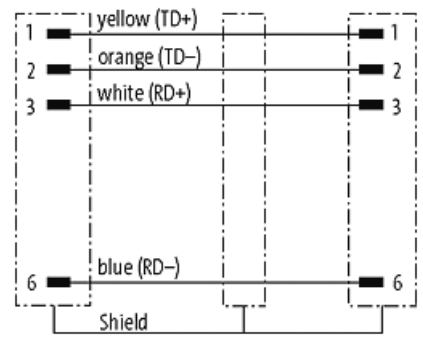 1 yellow (TD+) 1
2 orange (TD–) 2
3 white (RD+) 3
6 blue (RD–) 6
Shield